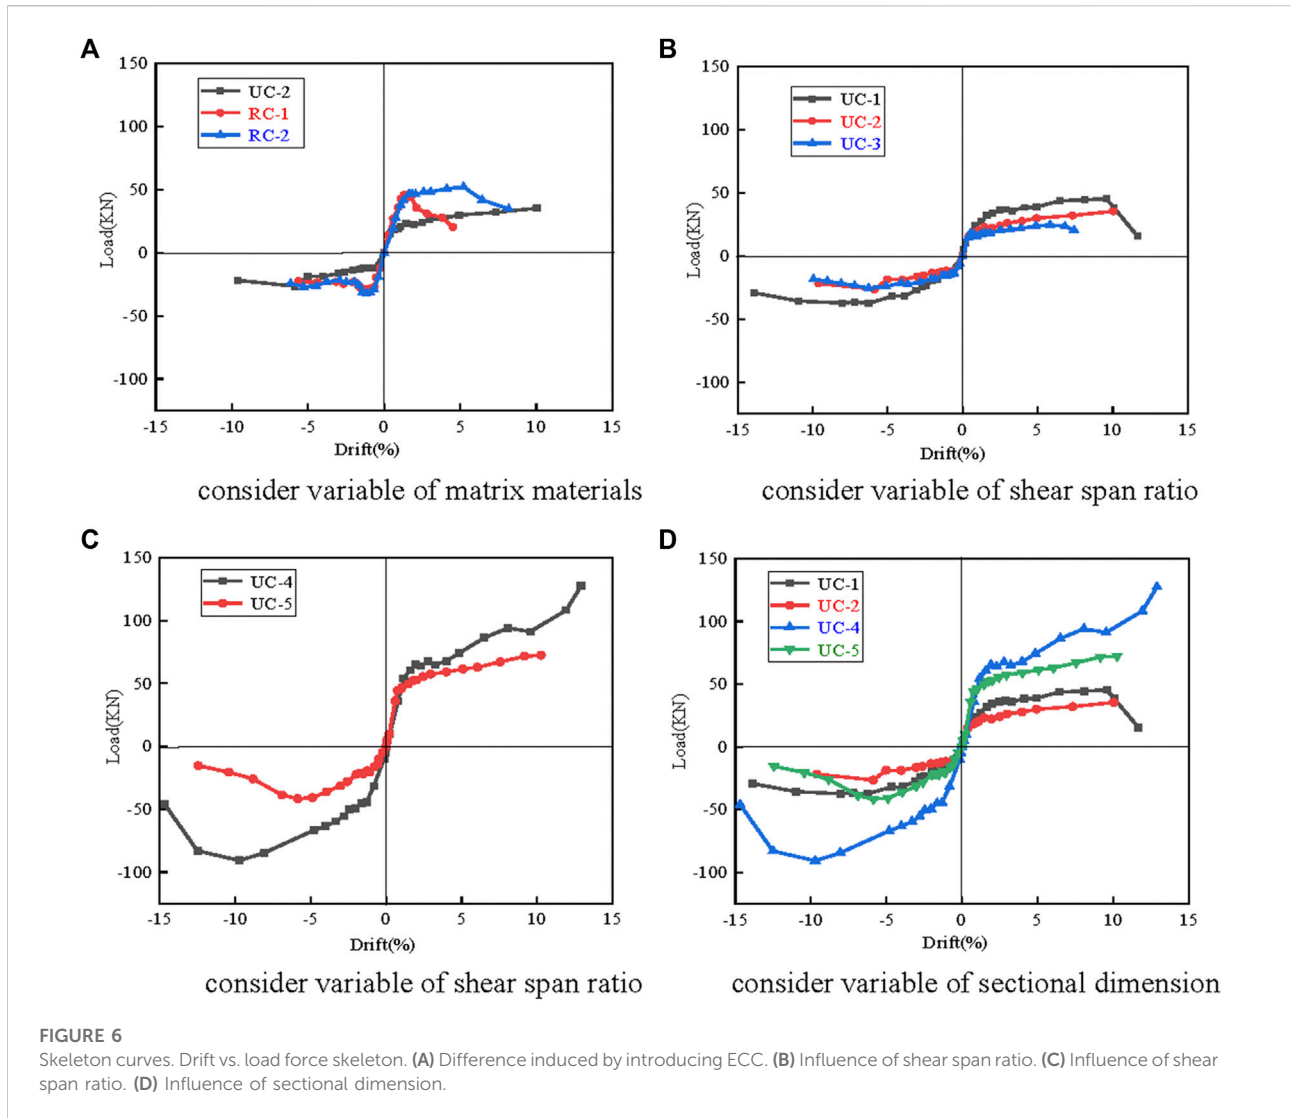 A
150
100
50
0
-50
-100
-15
-10
-5
0
5
10
15
Load(KN)
Drift(%)
UC-2
RC-1
RC-2
consider variable of matrix materials
B
150
100
50
0
-50
-100
-15
-10
-5
0
5
10
15
Load(KN)
Drift(%)
UC-1
UC-2
UC-3
consider variable of shear span ratio
C
150
100
50
0
-50
-100
-15
-10
-5
0
5
10
15
Load(KN)
Drift(%)
UC-4
UC-5
consider variable of shear span ratio
D
150
100
50
0
-50
-100
-15
-10
-5
0
5
10
15
Load(KN)
Drift(%)
UC-1
UC-2
UC-4
UC-5
consider variable of sectional dimension
FIGURE 6
Skeleton curves. Drift vs. load force skeleton. (A) Difference induced by introducing ECC. (B) Influence of shear span ratio. (C) Influence of shear
span ratio. (D) Influence of sectional dimension.